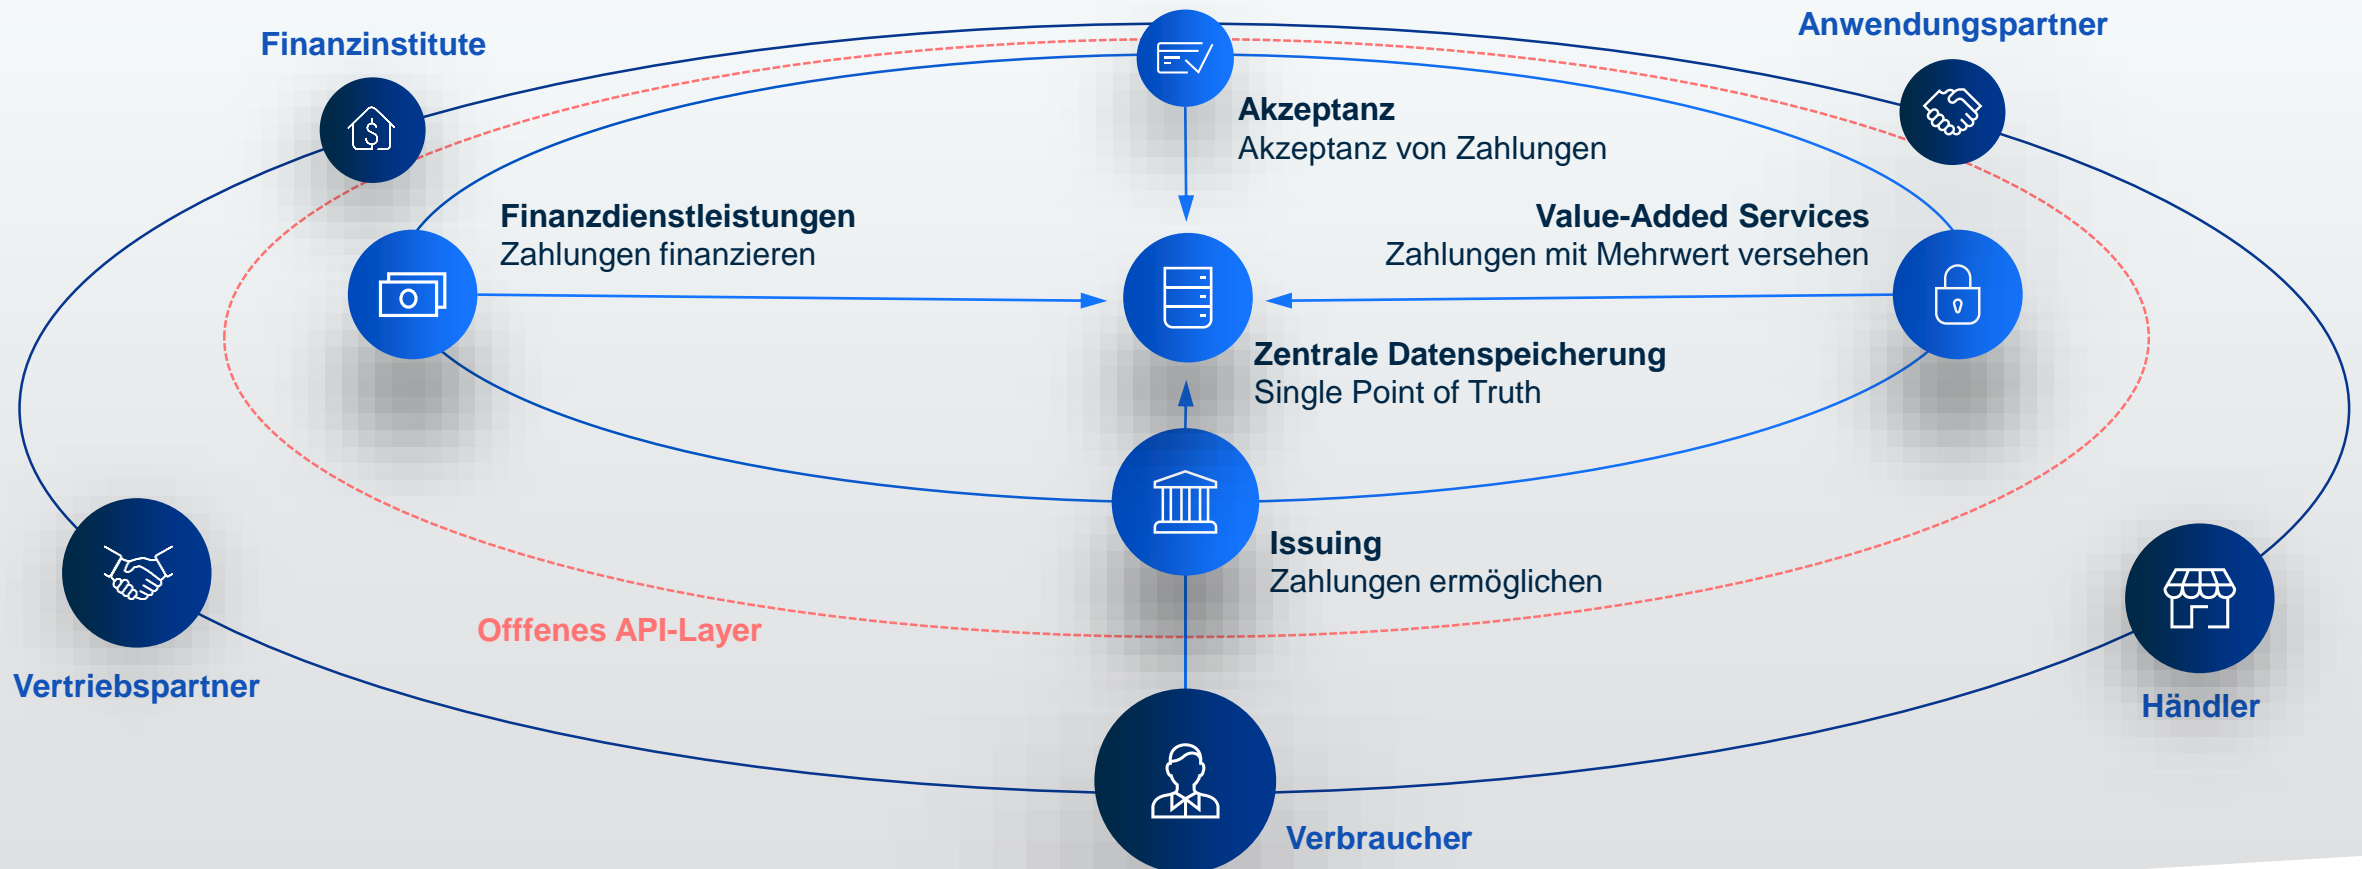 Finanzinstitute
Anwendungspartner
Akzeptanz
Akzeptanz von Zahlungen
Finanzdienstleistungen
Zahlungen finanzieren
Value-Added Services
Zahlungen mit Mehrwert versehen
Zentrale Datenspeicherung
Single Point of Truth
Issuing
Zahlungen ermöglichen
Offfenes API-Layer
Vertriebspartner
Händler
Verbraucher